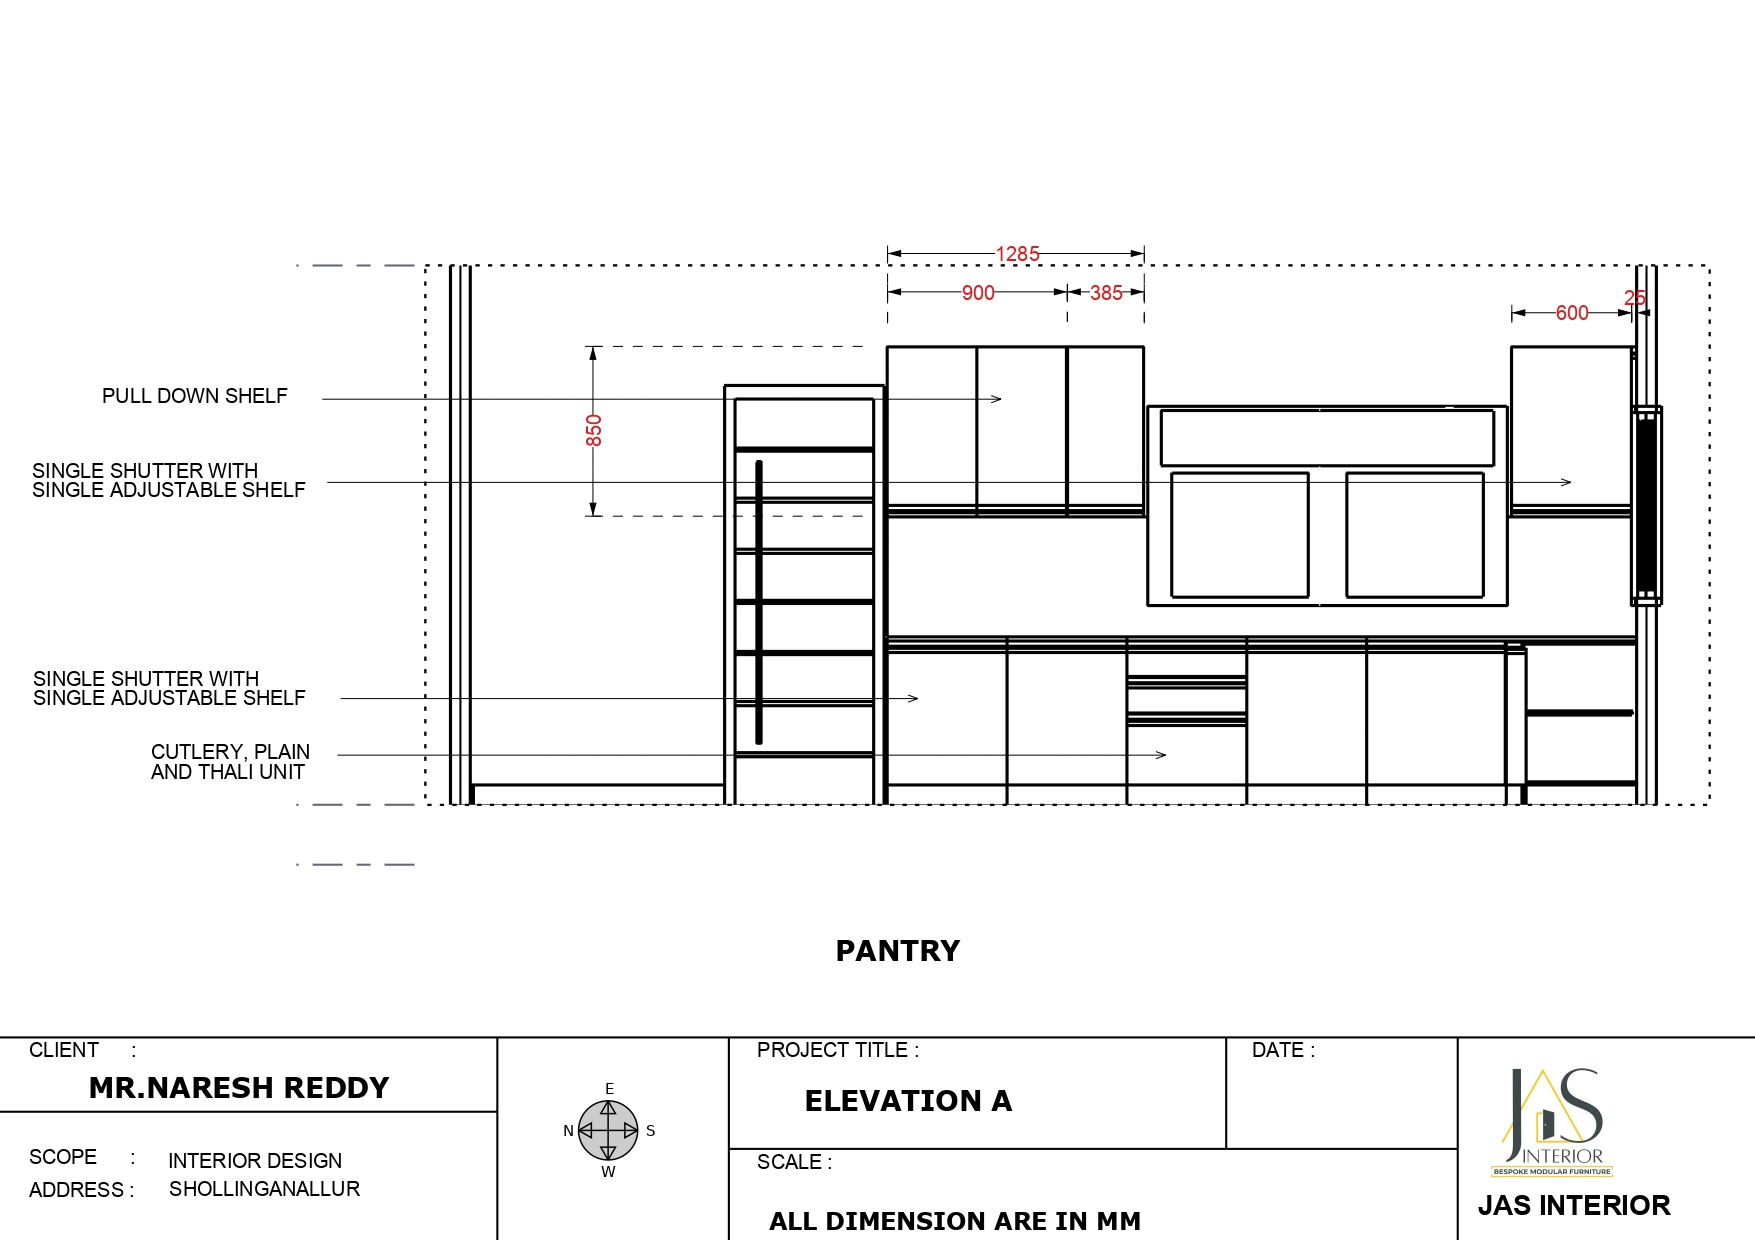 1285
900
385
25
600
PULL DOWN SHELF
850
SINGLE SHUTTER WITH
SINGLE ADJUSTABLE SHELF
SINGLE SHUTTER WITH
SINGLE ADJUSTABLE SHELF
CUTLERY, PLAIN
AND THALI UNIT
PANTRY
CLIENT :
MR.NARESH REDDY
SCOPE : INTERIOR DESIGN
ADDRESS : SHOLLINGANALLUR
E
N S
W
PROJECT TITLE :
ELEVATION A
DATE :
SCALE :
ALL DIMENSION ARE IN MM
JAS
INTERIOR
BESPOKE MODULAR FURNITURE
JAS INTERIOR